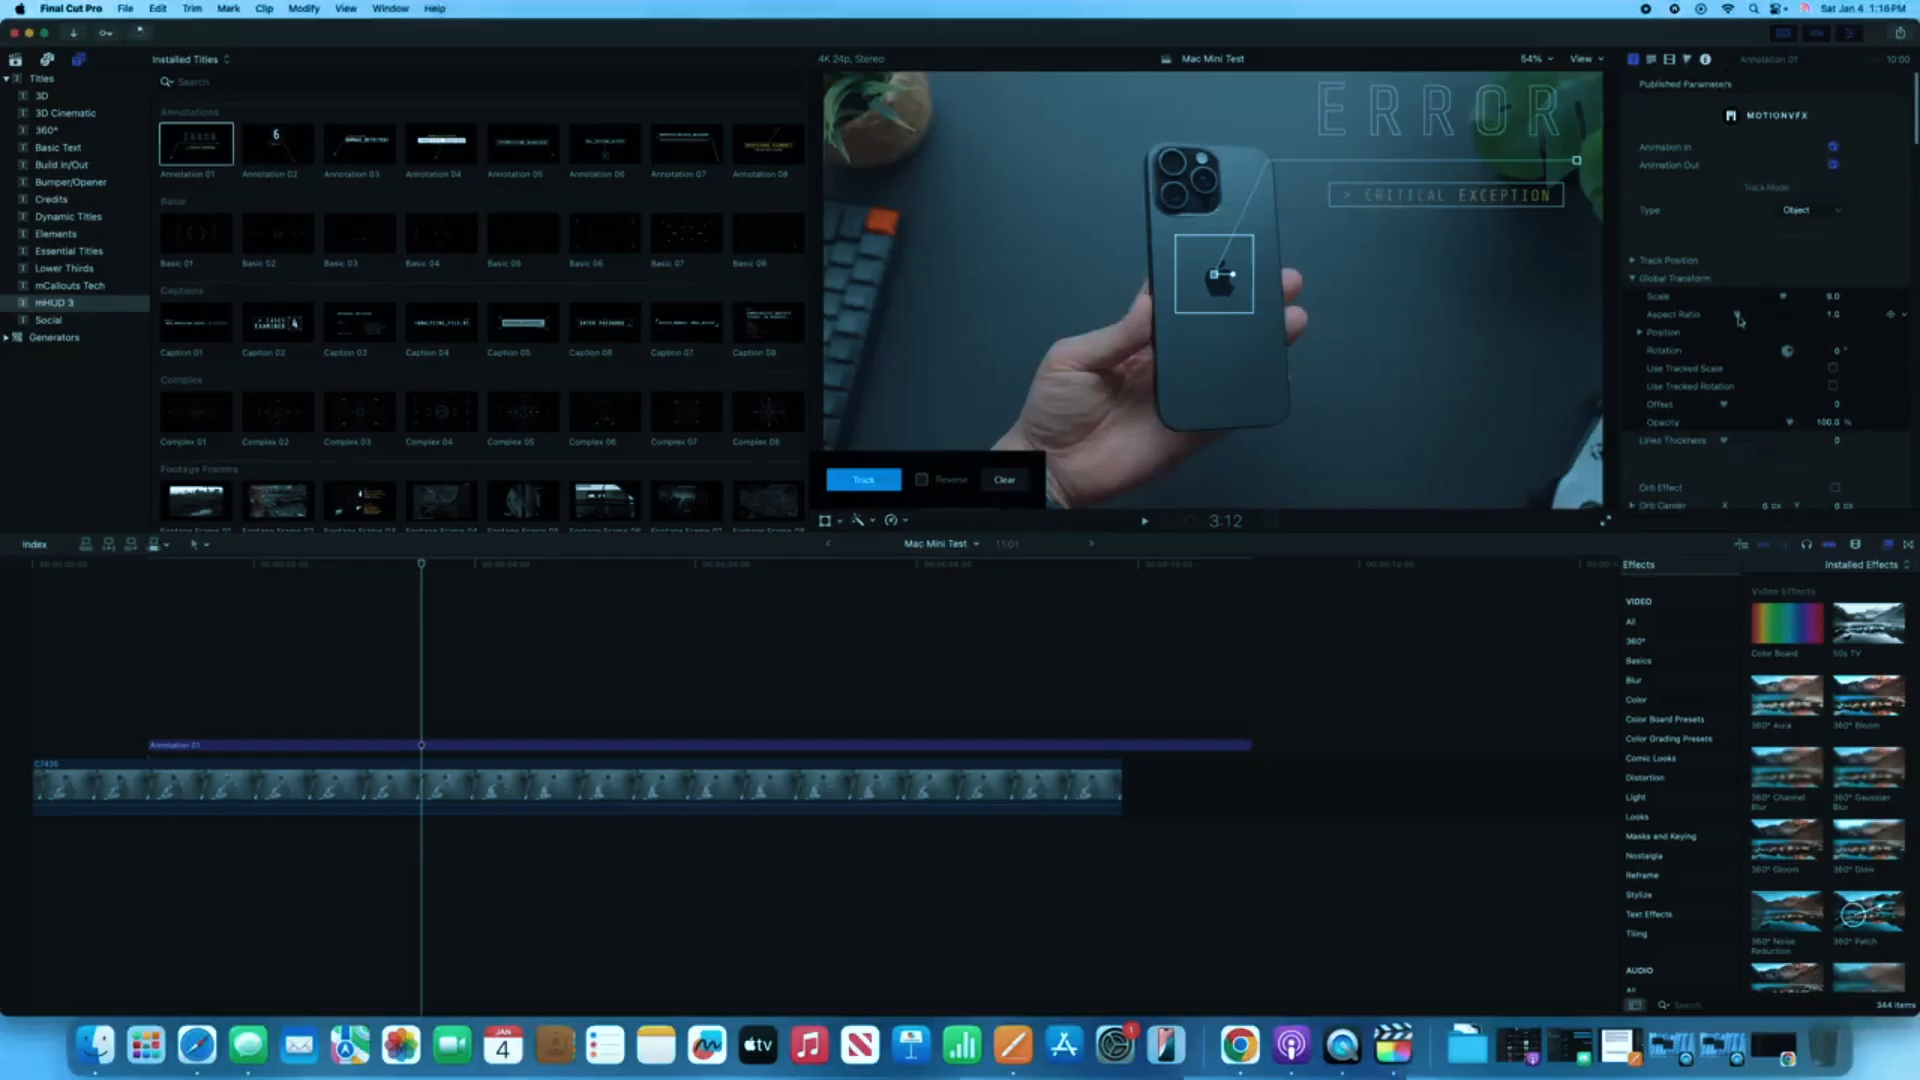 Final Cut Pro File Edit Trim Mark Clip Modify View Window Help
Sat Jan 4 1:16 PM
Installed Titles
Search
Titles
3D
3D Cinematic
360°
Basic Text
Build In/Out
Bumper/Opener
Credits
Dynamic Titles
Elements
Essential Titles
Lower Thirds
mCallouts Tech
mHUD 3
Social
Generators
Annotations
Annotation 01 Annotation 02 Annotation 03 Annotation 04 Annotation 05 Annotation 06 Annotation 07 Annotation 08
Basic
Basic 01 Basic 02 Basic 03 Basic 04 Basic 05 Basic 06 Basic 07 Basic 08
Captions
Caption 01 Caption 02 Caption 03 Caption 04 Caption 05 Caption 06 Caption 07 Caption 08
Complex
Complex 01 Complex 02 Complex 03 Complex 04 Complex 05 Complex 06 Complex 07 Complex 08
Footage Frames
4K 24p, Stereo
Mac Mini Test
54% View
ERROR
> CRITICAL EXCEPTION
Track Reverse Clear
3:12
Annotation 01 10:00
Published Parameters
MOTIONVFX
Animation In
Animation Out
Track Mode
Type Object
Track Position
Global Transform
Scale 9.0
Aspect Ratio 1.0
Position
Rotation 0 °
Use Tracked Scale
Use Tracked Rotation
Offset 0
Opacity 100.0 %
Lines Thickness 0
Orb Effect
Orb Center X 0 px Y 0 px
Index
Mac Mini Test 11:01
Annotation 01
C7430
Effects
Installed Effects
VIDEO
All
360°
Basics
Blur
Color
Color Board Presets
Color Grading Presets
Comic Looks
Distortion
Light
Looks
Masks and Keying
Nostalgia
Reframe
Stylize
Text Effects
Tiling
AUDIO
All
Video Effects
Color Board 50s TV
360° Aura 360° Bloom
360° Channel Blur 360° Gaussian Blur
360° Gloom 360° Glow
360° Noise Reduction 360° Patch
Search
344 items
JAN
4
tv
1